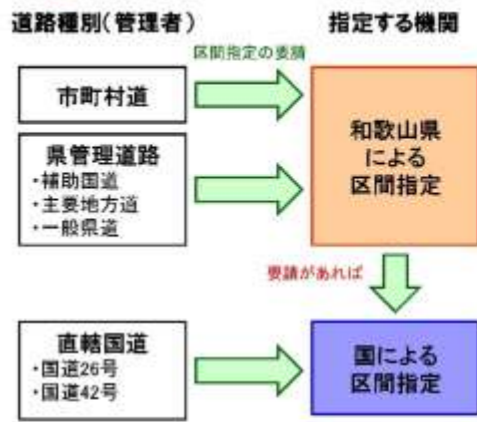 道路種別(管理者)
指定する機関
区間指定の要請
市町村道
県管理道路
・補助国道
・主要地方道
・一般県道
和歌山県
による
区間指定
要請があれば
直轄国道
・国道26号
・国道42号
国による
区間指定